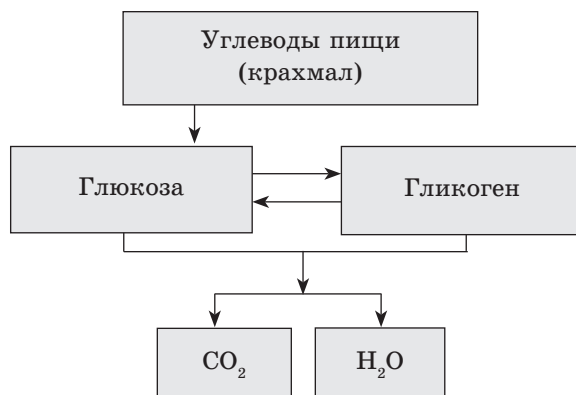 Углеводы пищи
(крахмал)
Глюкоза
Гликоген
CO₂
H₂O